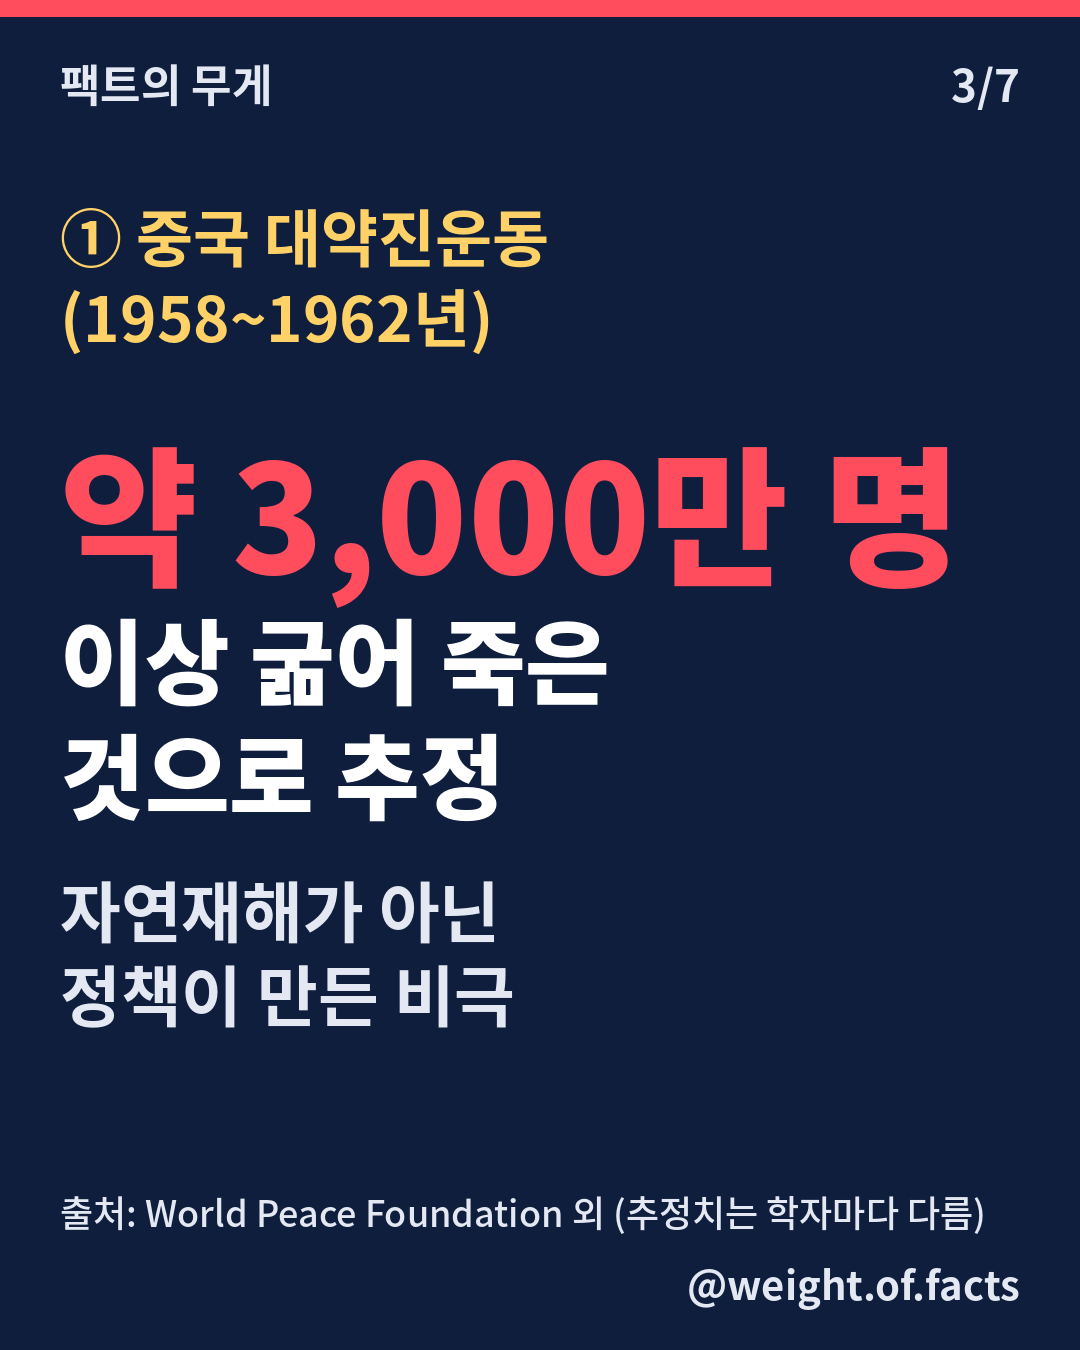 팩트의 무게
3/7
① 중국 대약진운동
(1958~1962년)
약 3,000만 명
이상 굶어 죽은
것으로 추정
자연재해가 아닌
정책이 만든 비극
출처: World Peace Foundation 외 (추정치는 학자마다 다름)
@weight.of.facts